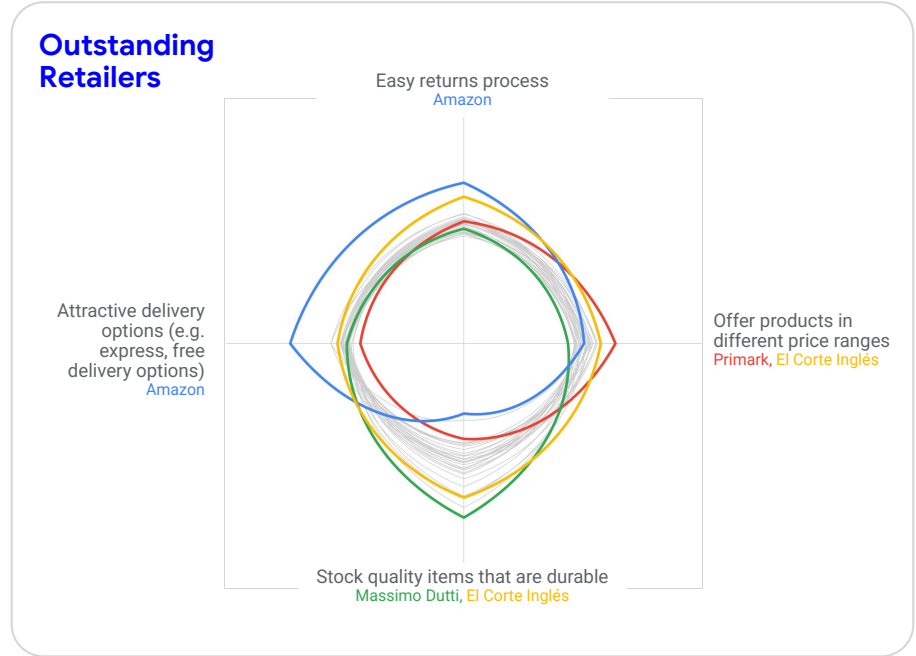 Outstanding
Retailers
Easy returns process
Amazon
Attractive delivery
options (e.g.
express, free
delivery options)
Amazon
Offer products in
different price ranges
Primark, El Corte Inglés
Stock quality items that are durable
Massimo Dutti, El Corte Inglés